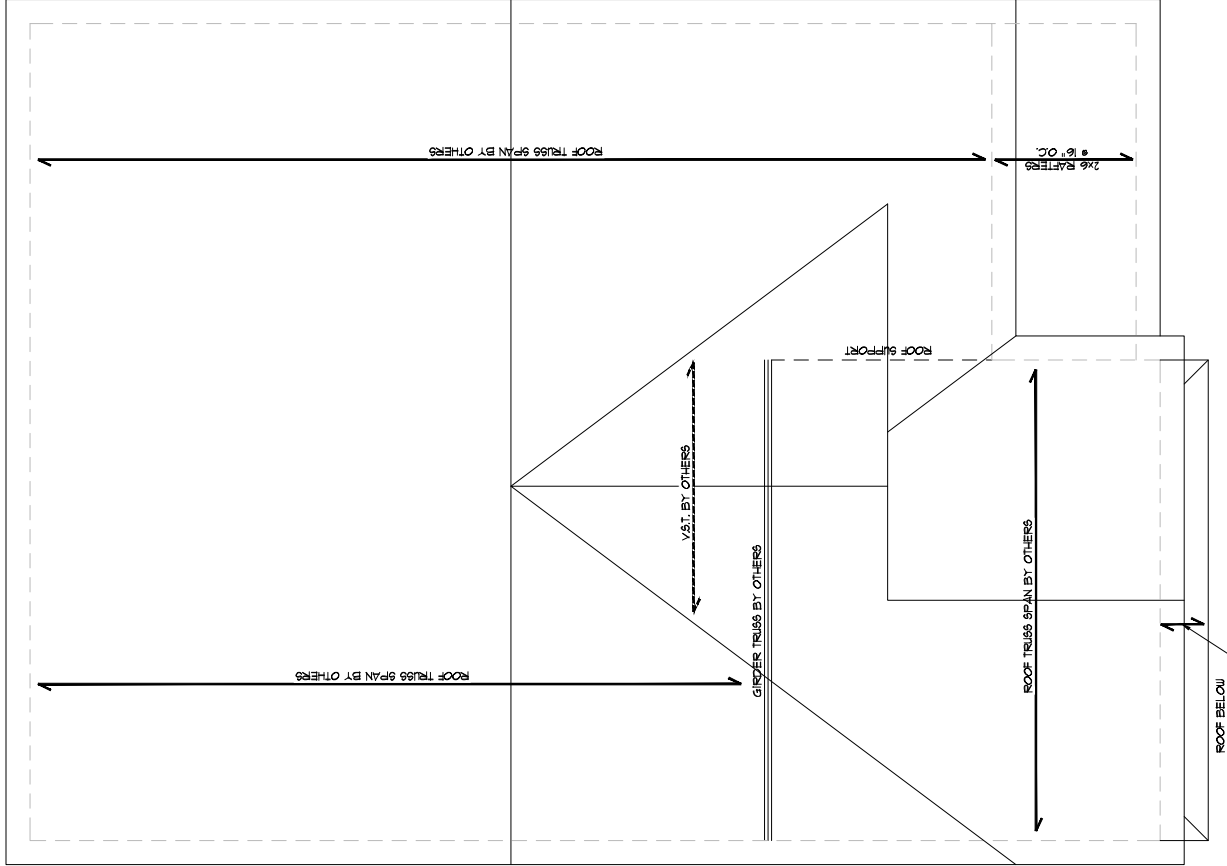 ROOF TRUSS SPAN BY OTHERS
2x6 RAFTERS
@ 16" O.C.
ROOF SUPPORT
V.S.T. BY OTHERS
GIRDER TRUSS BY OTHERS
ROOF TRUSS SPAN BY OTHERS
ROOF TRUSS SPAN BY OTHERS
ROOF BELOW